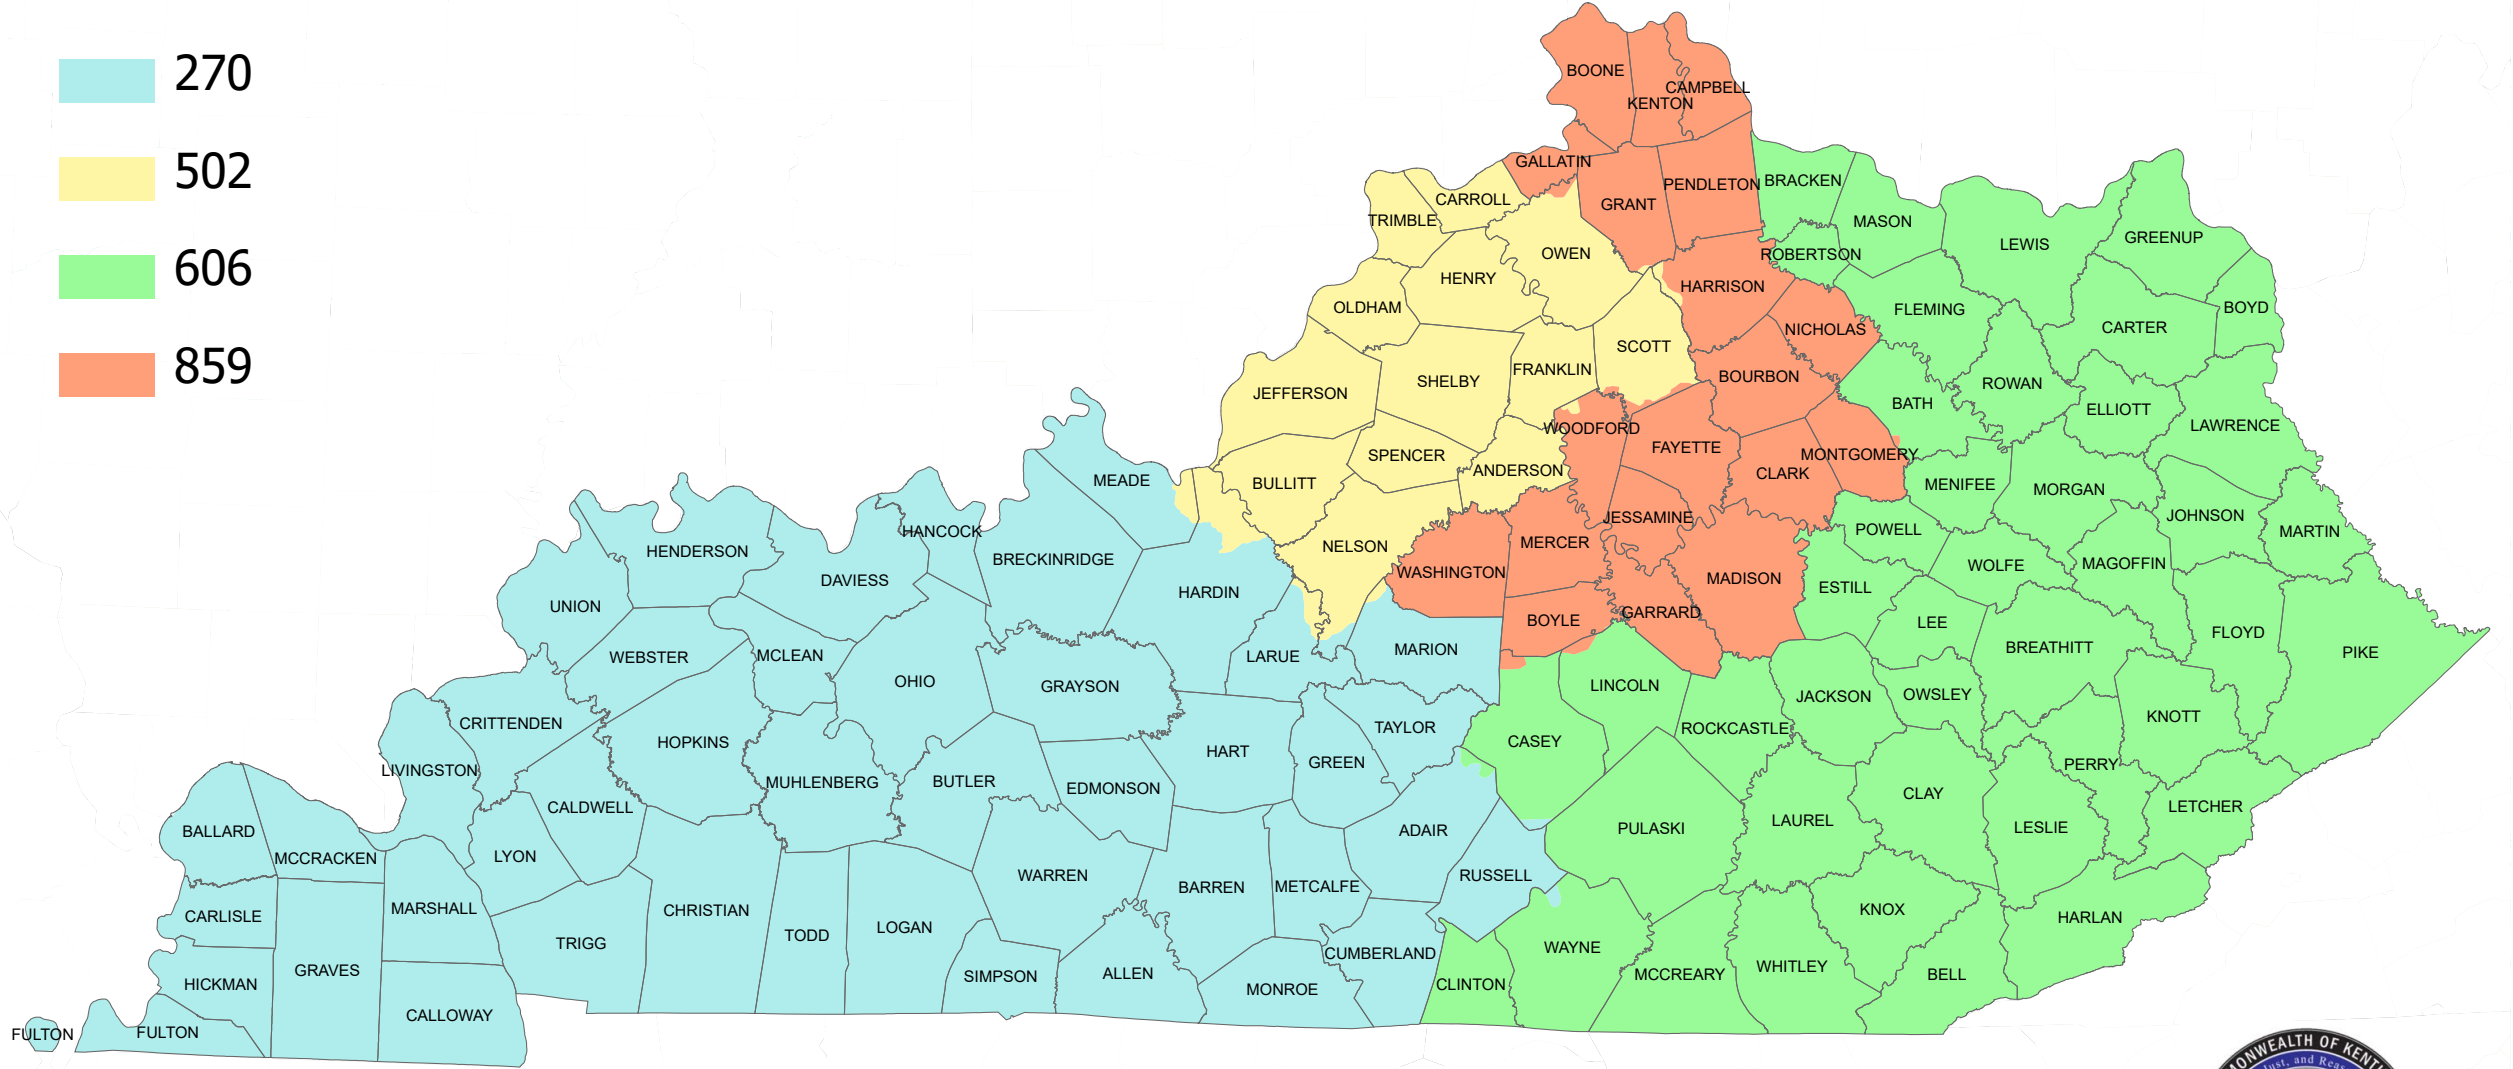 270
502
606
859
BOONE
CAMPBELL
KENTON
GALLATIN
PENDLETON
BRACKEN
GRANT
CARROLL
TRIMBLE
MASON
OWEN
ROBERTSON
LEWIS
GREENUP
HENRY
HARRISON
OLDHAM
FLEMING
BOYD
NICHOLAS
CARTER
SCOTT
FRANKLIN
SHELBY
BOURBON
ROWAN
JEFFERSON
BATH
ELLIOTT
WOODFORD
LAWRENCE
FAYETTE
SPENCER
MONTGOMERY
ANDERSON
CLARK
MEADE
BULLITT
MENIFEE
MORGAN
JESSAMINE
JOHNSON
HANCOCK
POWELL
MARTIN
HENDERSON
NELSON
MERCER
BRECKINRIDGE
WOLFE
MAGOFFIN
WASHINGTON
DAVIESS
MADISON
ESTILL
HARDIN
UNION
GARRARD
BOYLE
LEE
FLOYD
BREATHITT
WEBSTER
MCLEAN
LARUE
MARION
PIKE
OHIO
GRAYSON
LINCOLN
JACKSON
OWSLEY
KNOTT
CRITTENDEN
TAYLOR
ROCKCASTLE
HOPKINS
CASEY
HART
GREEN
PERRY
LIVINGSTON
MUHLENBERG
BUTLER
EDMONSON
CLAY
CALDWELL
LETCHER
LAUREL
BALLARD
ADAIR
PULASKI
LESLIE
MCCRACKEN
LYON
WARREN
RUSSELL
BARREN
METCALFE
MARSHALL
CHRISTIAN
KNOX
CARLISLE
HARLAN
LOGAN
TODD
TRIGG
WAYNE
CUMBERLAND
WHITLEY
GRAVES
SIMPSON
ALLEN
MCCREARY
BELL
HICKMAN
CLINTON
MONROE
CALLOWAY
FULTON
FULTON
ONWEALTH OF KENT
ust, and Reas